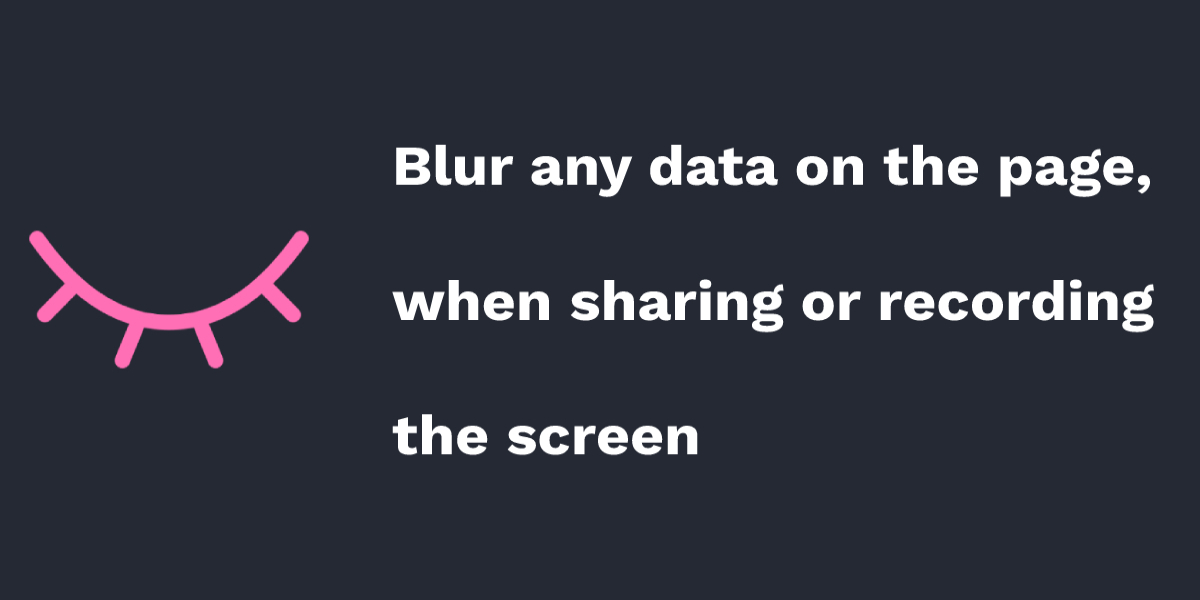 Blur any data on the page,
when sharing or recording
the screen